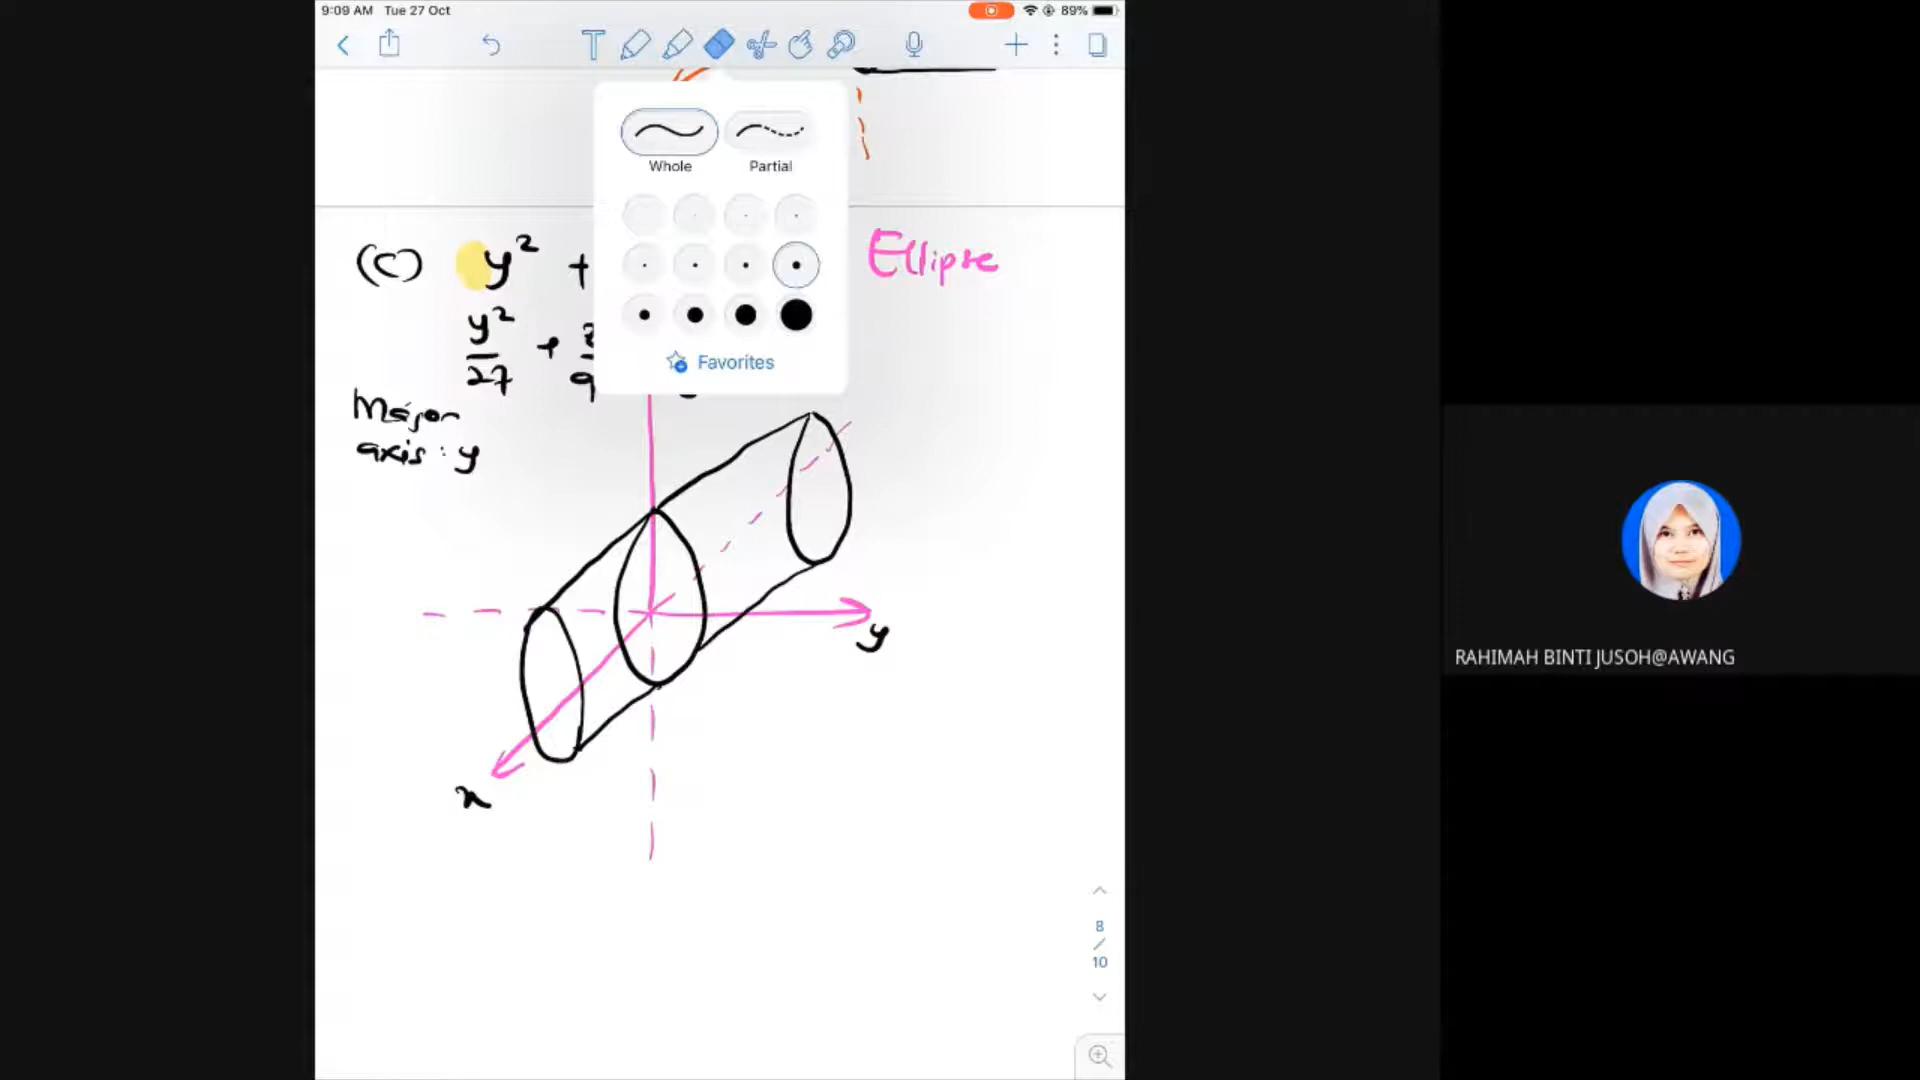 9:09 AM Tue 27 Oct
89%
T
Whole Partial
Favorites
(c) y² +
Ellipse
y²/27 + 9
Major
axis : y
y
x
8
/
10
RAHIMAH BINTI JUSOH@AWANG